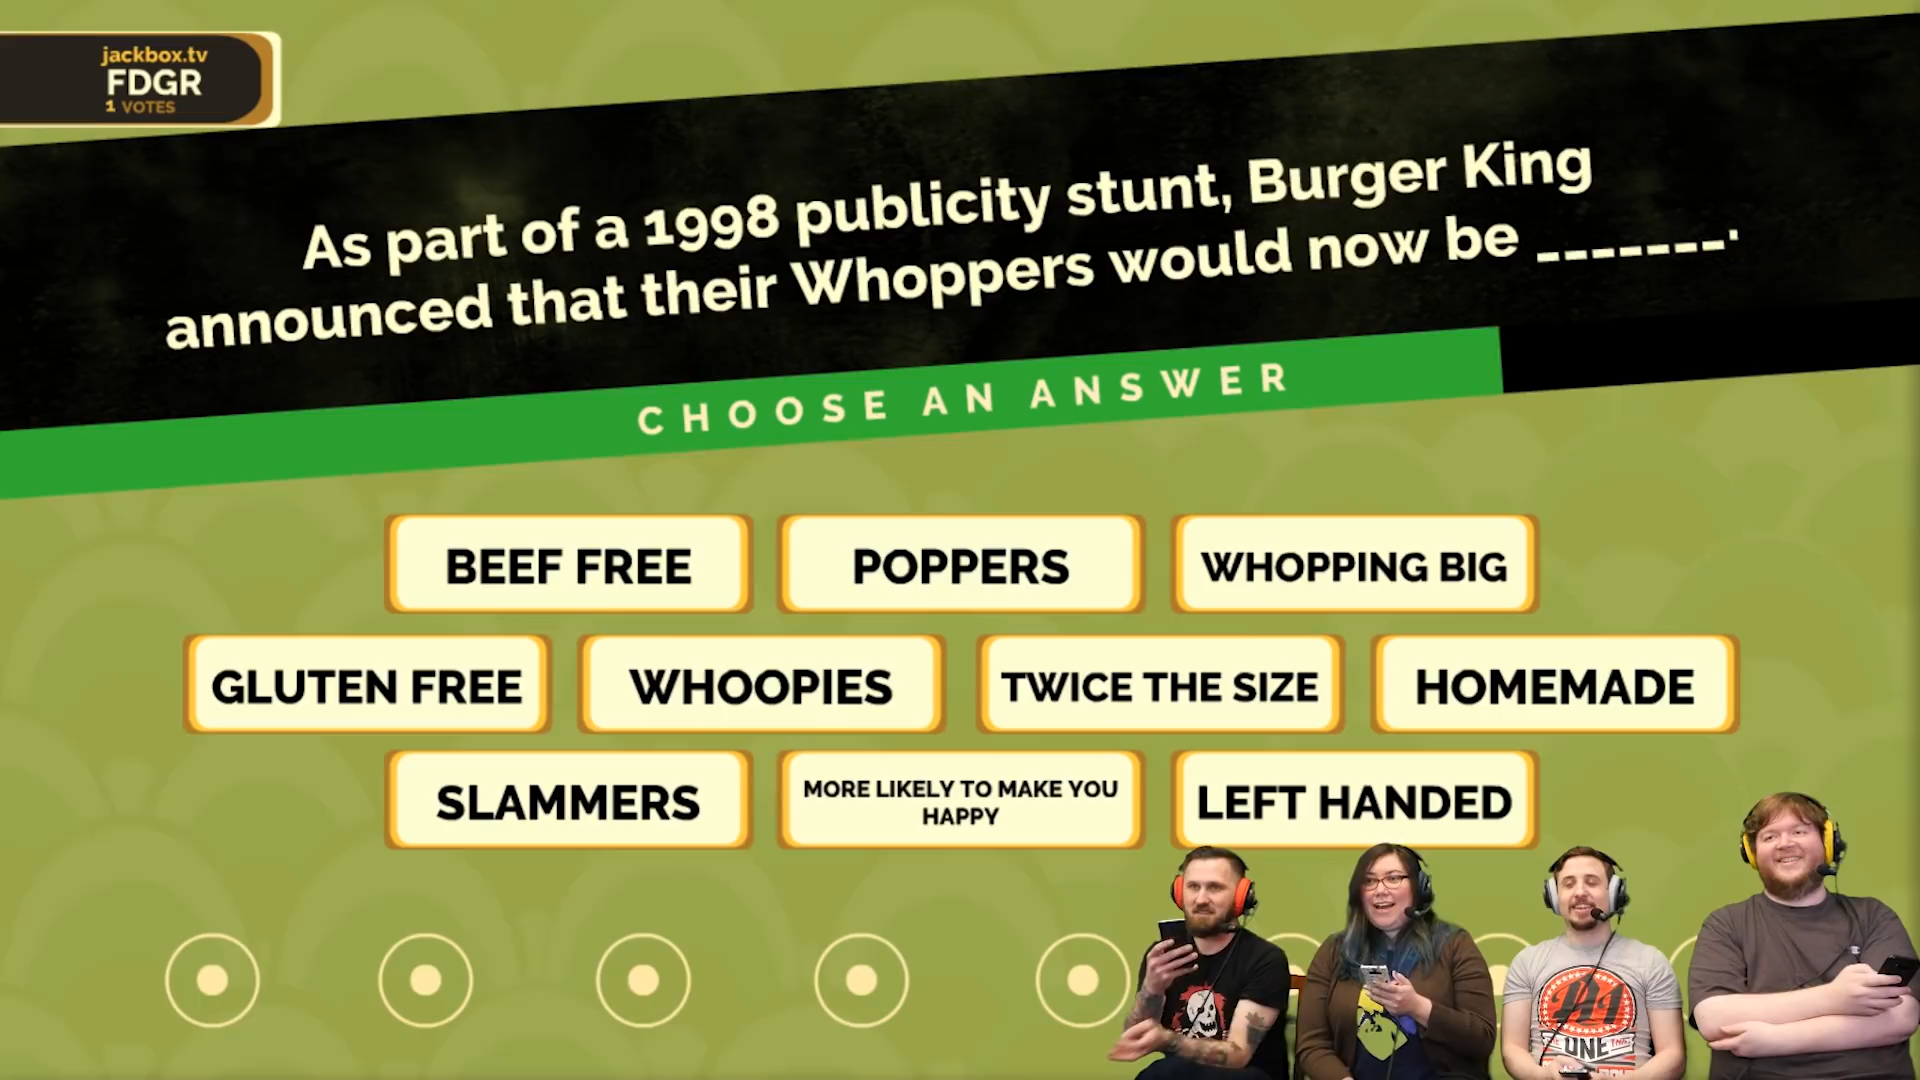 jackbox.tv
FDGR
1 VOTES
As part of a 1998 publicity stunt, Burger King
announced that their Whoppers would now be _______.
CHOOSE AN ANSWER
BEEF FREE
POPPERS
WHOPPING BIG
GLUTEN FREE
WHOOPIES
TWICE THE SIZE
HOMEMADE
SLAMMERS
MORE LIKELY TO MAKE YOU
HAPPY
LEFT HANDED
A1
ONE